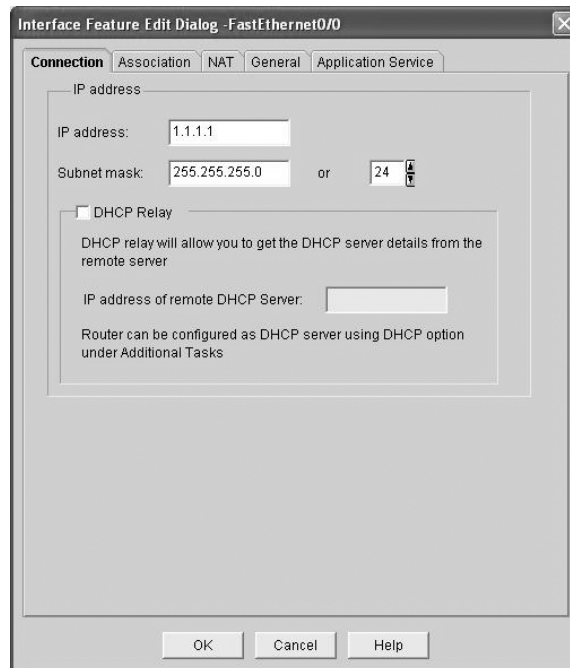 Interface Feature Edit Dialog -FastEthernet0/0
Connection Association NAT General Application Service
IP address
IP address: 1.1.1.1
Subnet mask: 255.255.255.0 or 24
DHCP Relay
DHCP relay will allow you to get the DHCP server details from the
remote server
IP address of remote DHCP Server:
Router can be configured as DHCP server using DHCP option
under Additional Tasks
OK Cancel Help